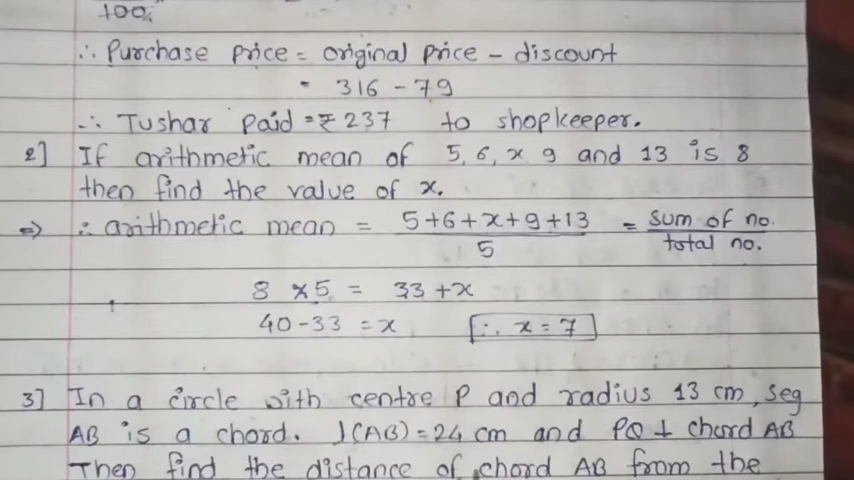 100%
∴ Purchase price = original price - discount
= 316 - 79
∴ Tushar Paid = ₹ 237 to shopkeeper.
2] If arithmetic mean of 5, 6, x 9 and 13 is 8
then find the value of x.
⇒ ∴ arithmetic mean = 5+6+x+9+13 / 5 = sum of no. / total no.
8 × 5 = 33 + x
40 - 33 = x ∴ x = 7
3] In a circle with centre P and radius 13 cm, seg
AB is a chord. l(AB) = 24 cm and PQ ⊥ chord AB
Then find the distance of chord AB from the